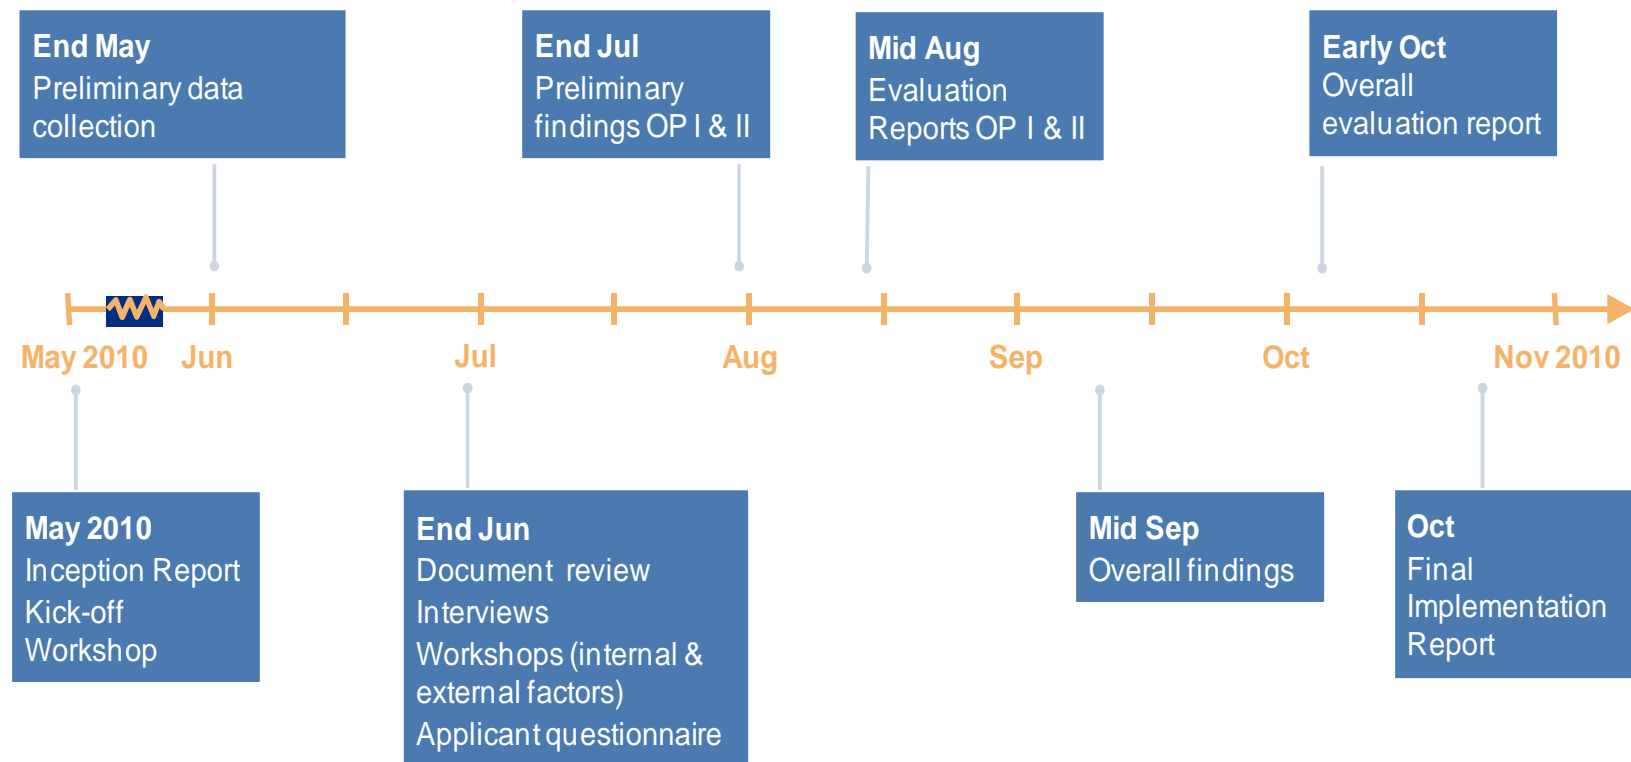 End May
Preliminary data
collection
End Jul
Preliminary
findings OP I & II
Mid Aug
Evaluation
Reports OP I & II
Early Oct
Overall
evaluation report
May 2010
Jun
Jul
Aug
Sep
Oct
Nov 2010
May 2010
Inception Report
Kick-off
Workshop
End Jun
Document review
Interviews
Workshops (internal &
external factors)
Applicant questionnaire
Mid Sep
Overall findings
Oct
Final
Implementation
Report